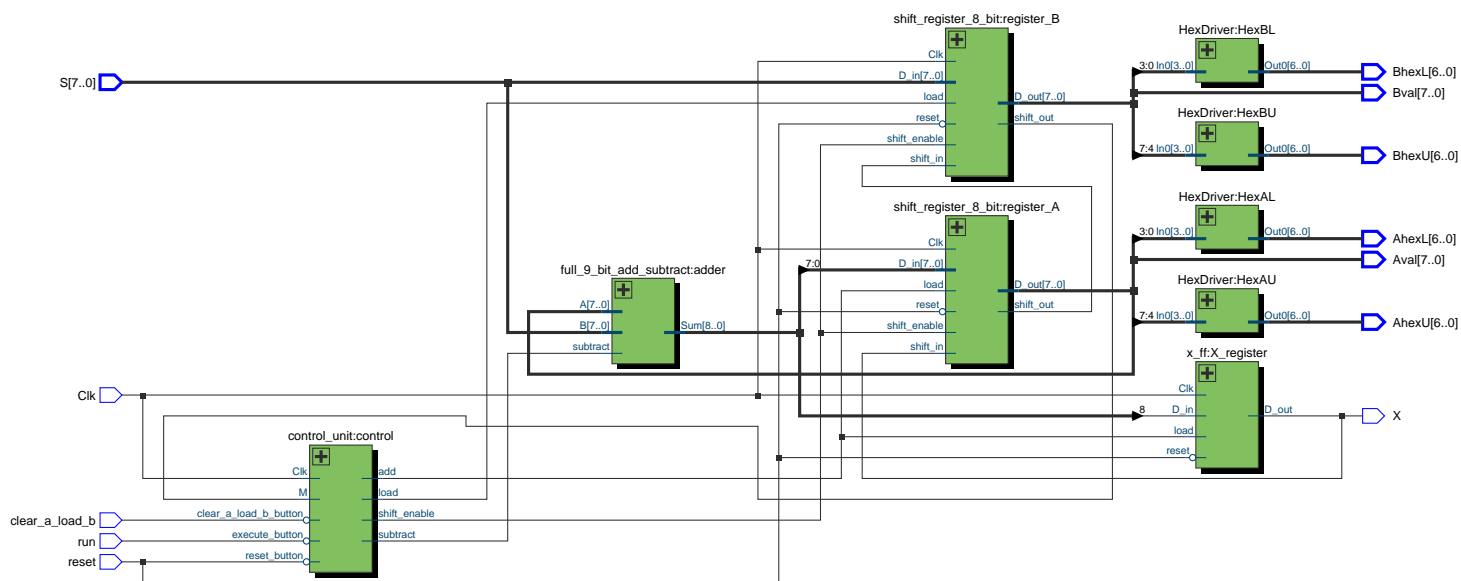 shift_register_8_bit:register_B
Clk
D_in[7..0]
load
reset
shift_enable
shift_in
D_out[7..0]
shift_out
HexDriver:HexBL
3:0 In0[3..0]
Out0[6..0]
HexDriver:HexBU
7:4 In0[3..0]
Out0[6..0]
BhexL[6..0]
Bval[7..0]
BhexU[6..0]
S[7..0]
shift_register_8_bit:register_A
Clk
7:0
D_in[7..0]
load
reset
shift_enable
shift_in
D_out[7..0]
shift_out
HexDriver:HexAL
3:0 In0[3..0]
Out0[6..0]
HexDriver:HexAU
7:4 In0[3..0]
Out0[6..0]
AhexL[6..0]
Aval[7..0]
AhexU[6..0]
full_9_bit_add_subtract:adder
A[7..0]
B[7..0]
subtract
Sum[8..0]
x_ff:X_register
Clk
8
D_in
load
reset
D_out
X
Clk
control_unit:control
Clk
M
clear_a_load_b_button
execute_button
reset_button
add
load
shift_enable
subtract
clear_a_load_b
run
reset